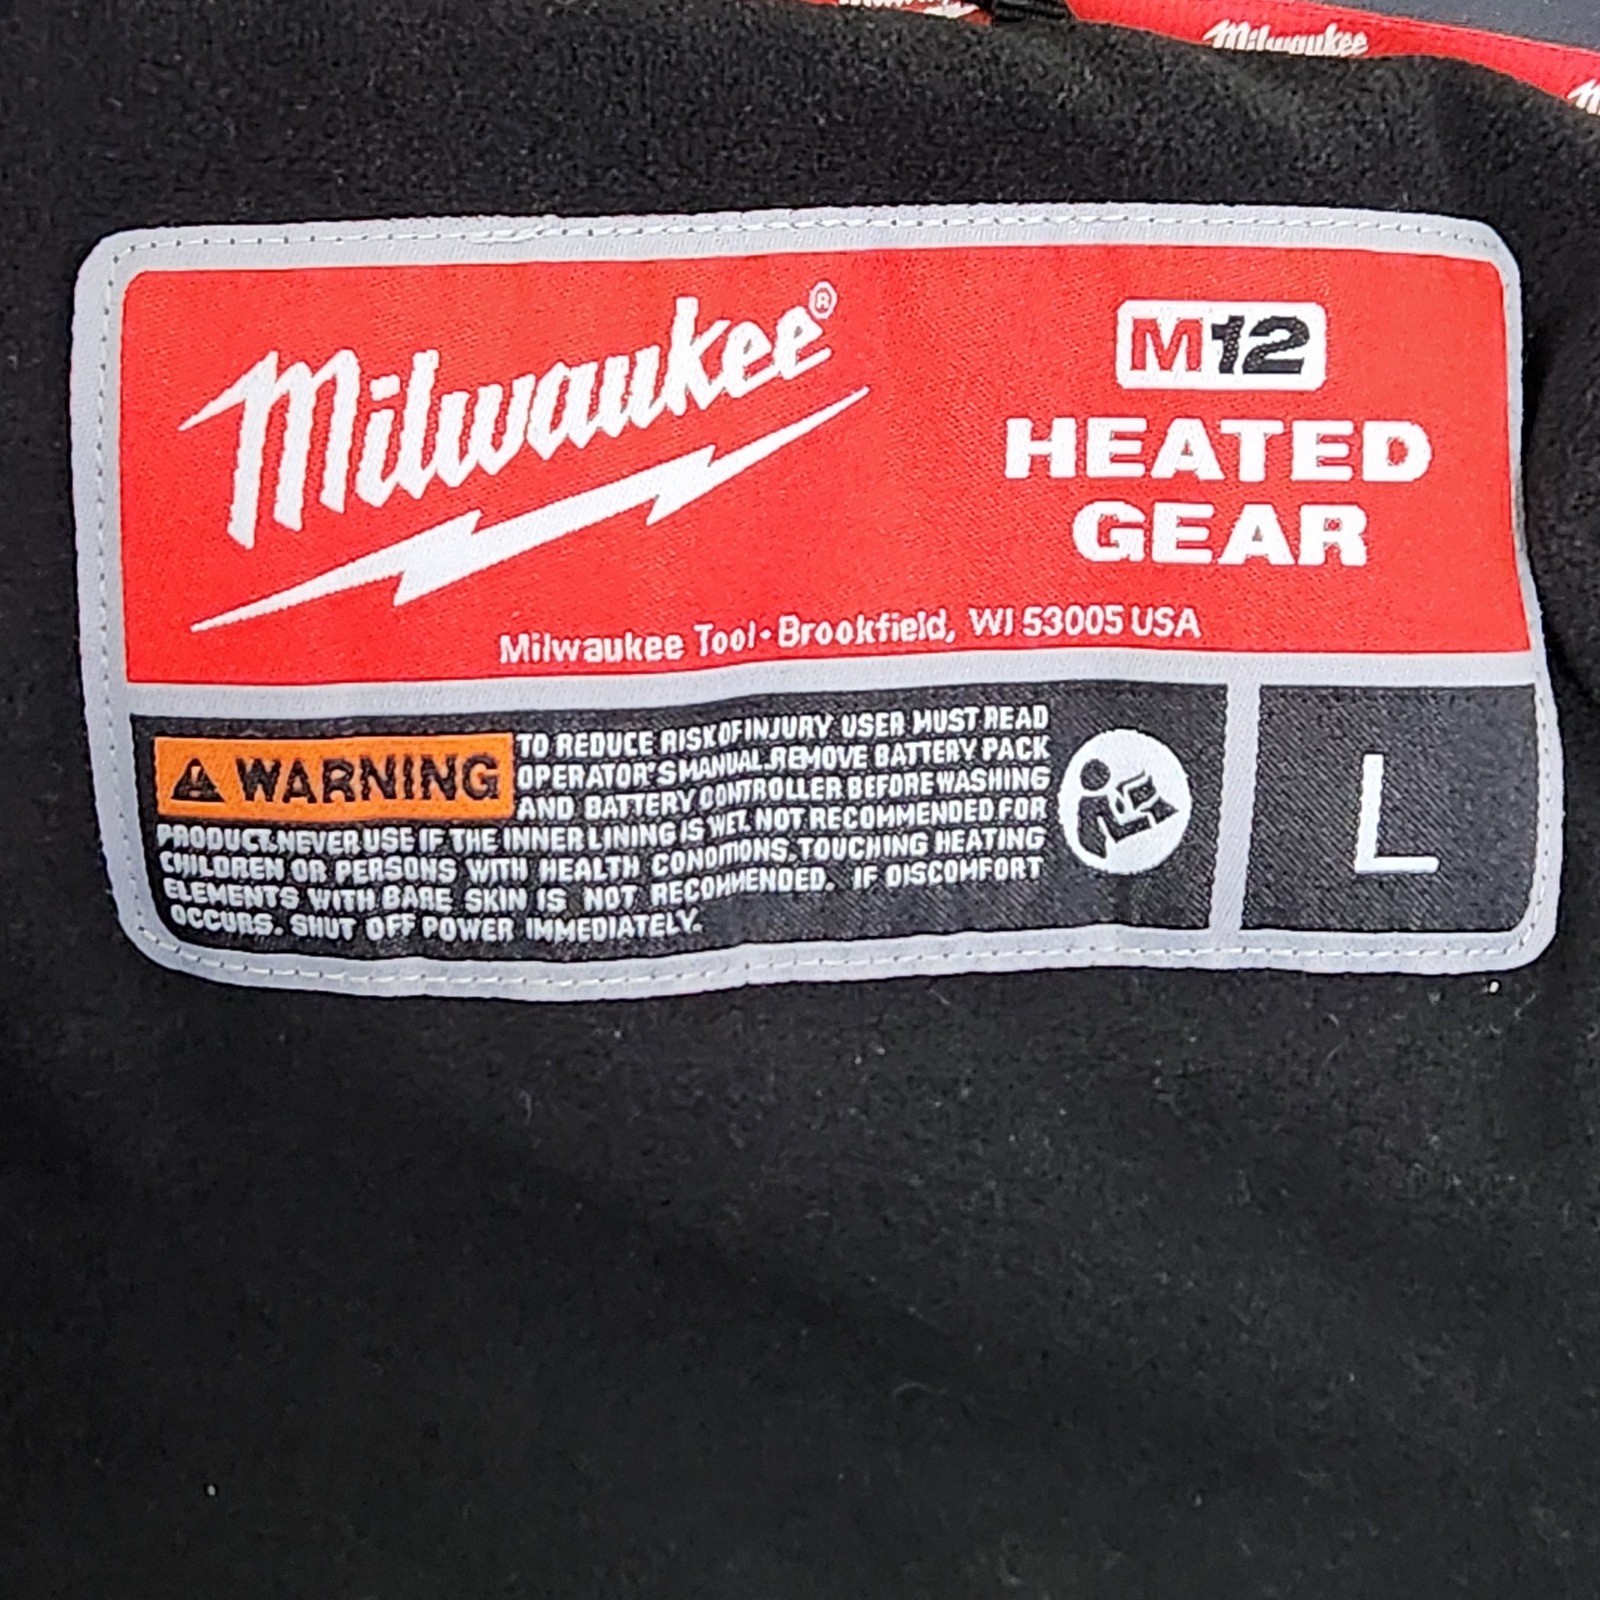 Milwaukee
Milwaukee
Milwaukee®
M12
HEATED
GEAR
Milwaukee Tool • Brookfield, WI 53005 USA
WARNING
TO REDUCE RISK OF INJURY USER MUST READ
OPERATOR'S MANUAL.REMOVE BATTERY PACK
AND BATTERY CONTROLLER BEFORE WASHING
PRODUCT.NEVER USE IF THE INNER LINING IS WET. NOT RECOMMENDED FOR
CHILDREN OR PERSONS WITH HEALTH CONDITIONS.TOUCHING HEATING
ELEMENTS WITH BARE SKIN IS NOT RECOMMENDED. IF DISCOMFORT
OCCURS. SHUT OFF POWER IMMEDIATELY.
L